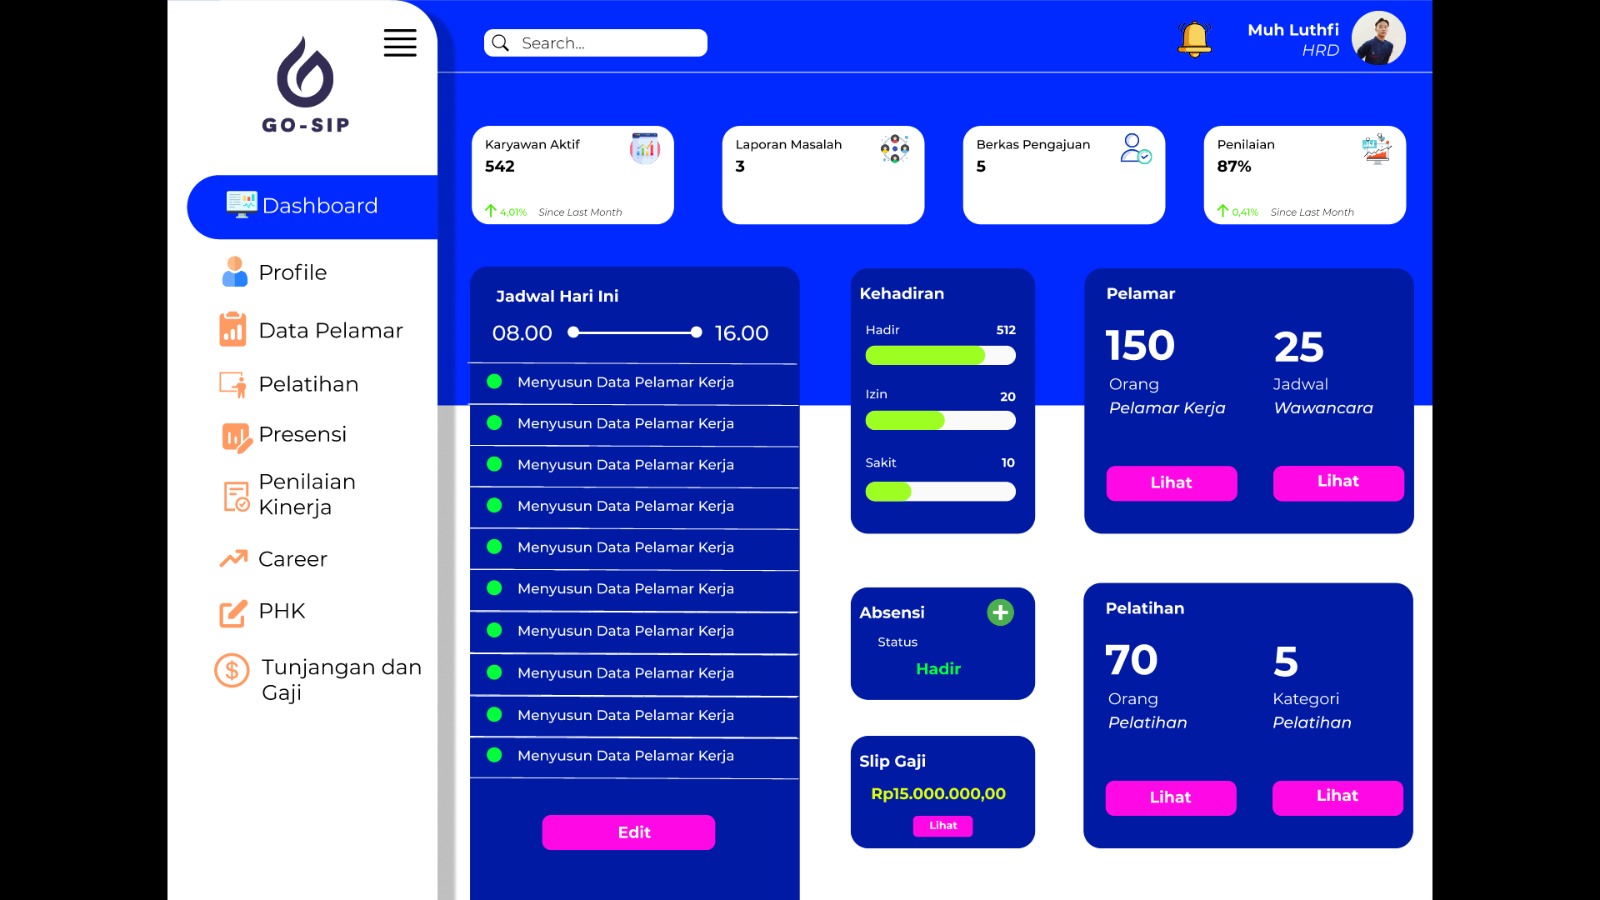 GO-SIP
Dashboard
Profile
Data Pelamar
Pelatihan
Presensi
Penilaian
Kinerja
Career
PHK
Tunjangan dan
Gaji
Search...
Muh Luthfi
HRD
Karyawan Aktif
542
4,01% Since Last Month
Laporan Masalah
3
Berkas Pengajuan
5
Penilaian
87%
0,41% Since Last Month
Jadwal Hari Ini
08.00 16.00
Menyusun Data Pelamar Kerja
Menyusun Data Pelamar Kerja
Menyusun Data Pelamar Kerja
Menyusun Data Pelamar Kerja
Menyusun Data Pelamar Kerja
Menyusun Data Pelamar Kerja
Menyusun Data Pelamar Kerja
Menyusun Data Pelamar Kerja
Menyusun Data Pelamar Kerja
Menyusun Data Pelamar Kerja
Edit
Kehadiran
Hadir 512
Izin 20
Sakit 10
Absensi
Status
Hadir
Slip Gaji
Rp15.000.000,00
Lihat
Pelamar
150
Orang
Pelamar Kerja
Lihat
25
Jadwal
Wawancara
Lihat
Pelatihan
70
Orang
Pelatihan
Lihat
5
Kategori
Pelatihan
Lihat